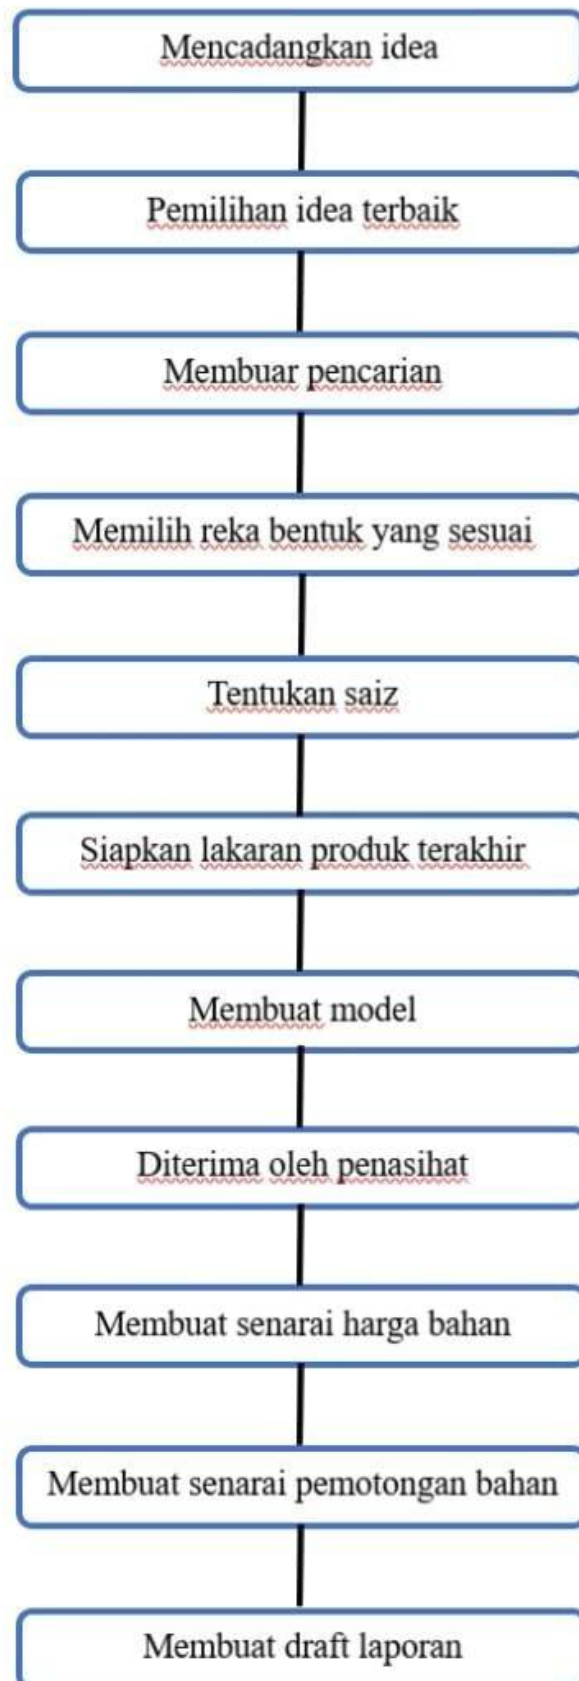 Mencadangkan idea
Pemilihan idea terbaik
Membuar pencarian
Memilih reka bentuk yang sesuai
Tentukan saiz
Siapkan lakaran produk terakhir
Membuat model
Diterima oleh penasihat
Membuat senarai harga bahan
Membuat senarai pemotongan bahan
Membuat draft laporan